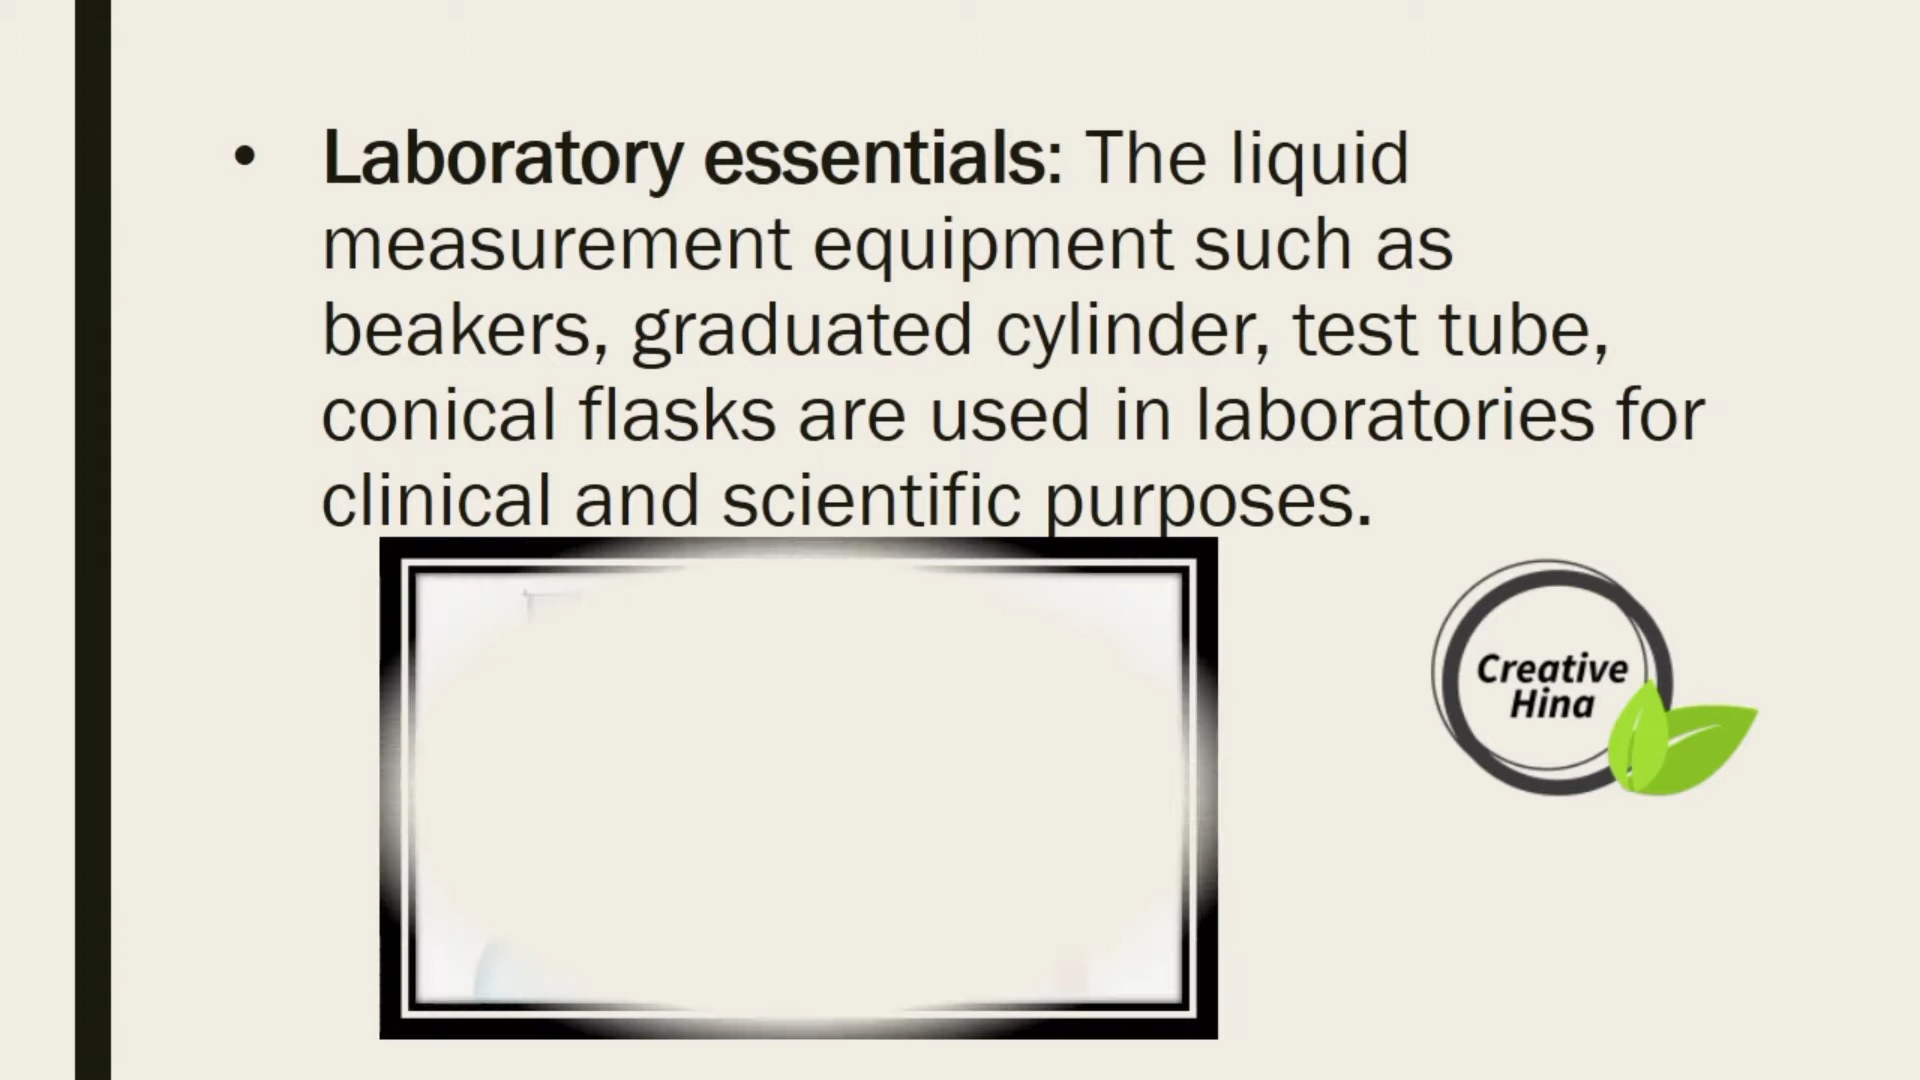 • Laboratory essentials: The liquid
measurement equipment such as
beakers, graduated cylinder, test tube,
conical flasks are used in laboratories for
clinical and scientific purposes.
Creative
Hina